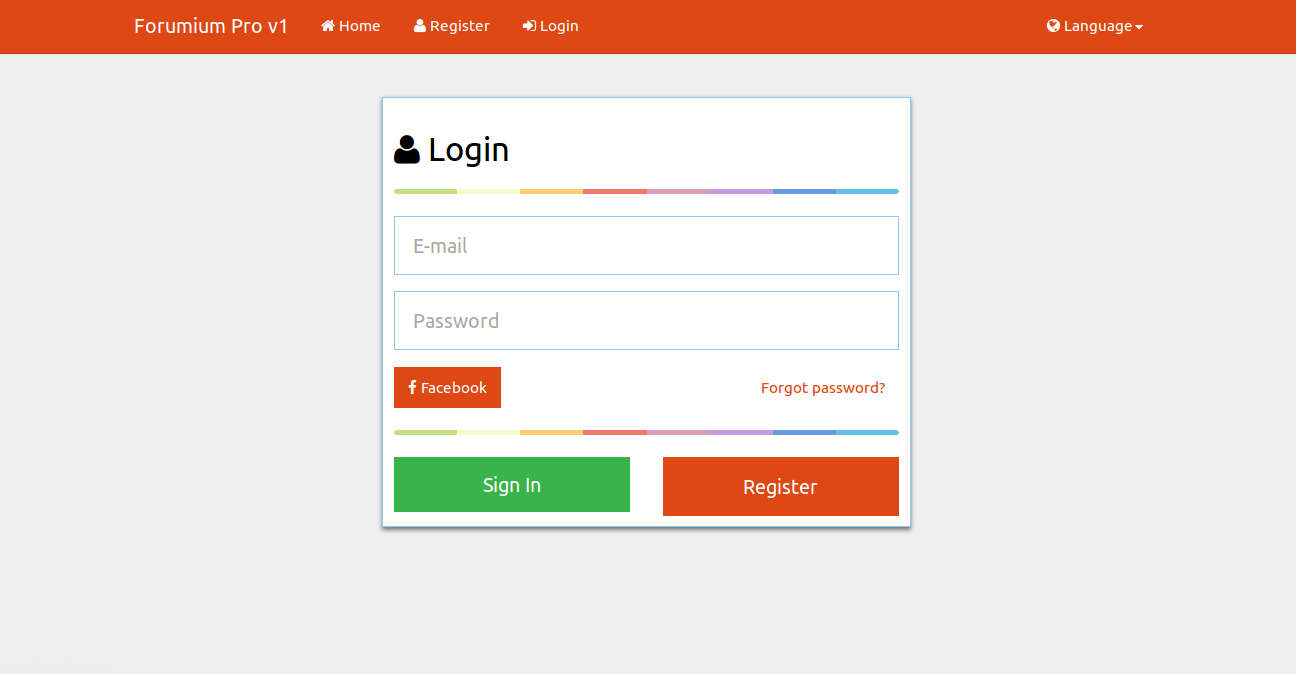 Forumium Pro v1 Home Register Login Language
Login
E-mail
Password
Facebook Forgot password?
Sign In Register